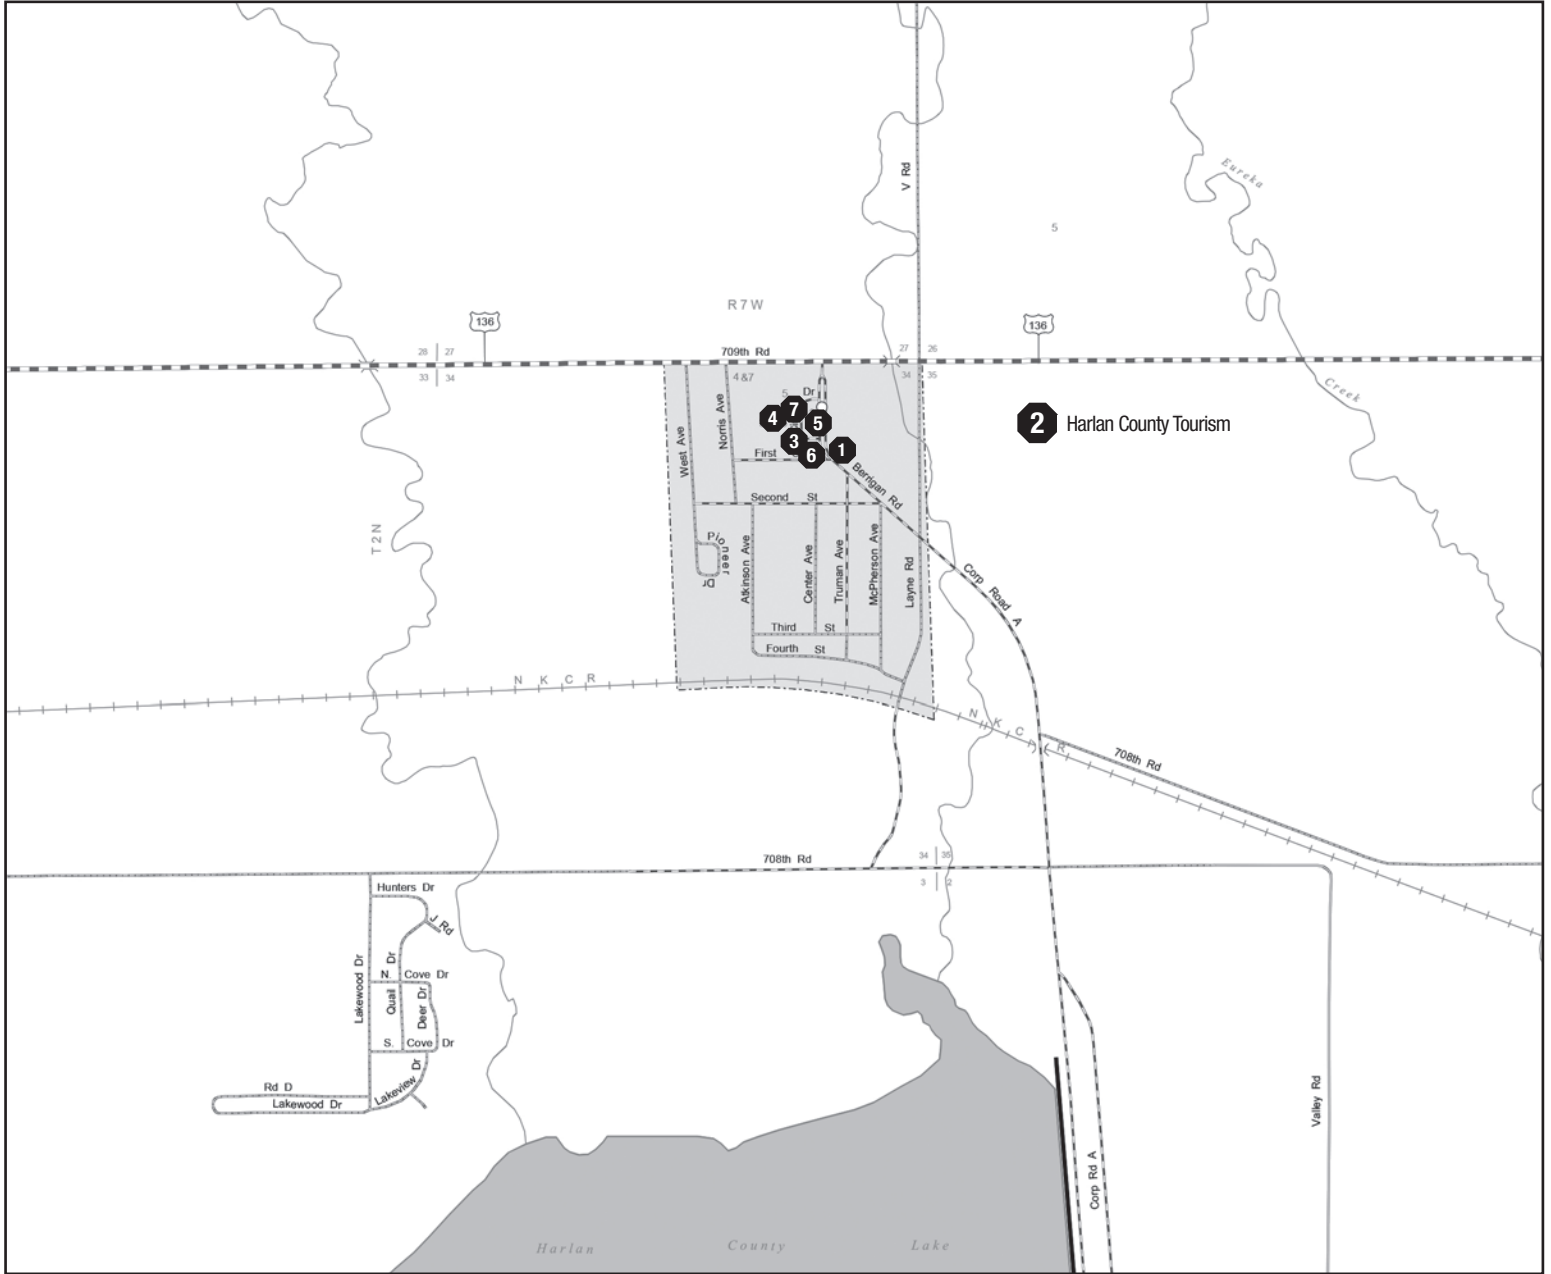 Eureka
V Rd
5
R 7 W
136
136
709th Rd
28 27
33 34
27 26
34 35
4 &7
5
Dr
4
7
5
3
6
1
2 Harlan County Tourism
Creek
West Ave
Norris Ave
First
Berrigan Rd
Second St
T 2 N
Pioneer Dr
Atkinson Ave
Center Ave
Truman Ave
McPherson Ave
Layne Rd
Corp Road A
Third St
Fourth St
N K C R
N K C R
708th Rd
708th Rd
34 35
3 2
Hunters Dr
J Rd
Lakewood Dr
N. Cove Dr
Quail Dr
Deer Dr
S. Cove Dr
Lakeview Dr
Rd D
Lakewood Dr
Valley Rd
Corp Rd A
Harlan County Lake